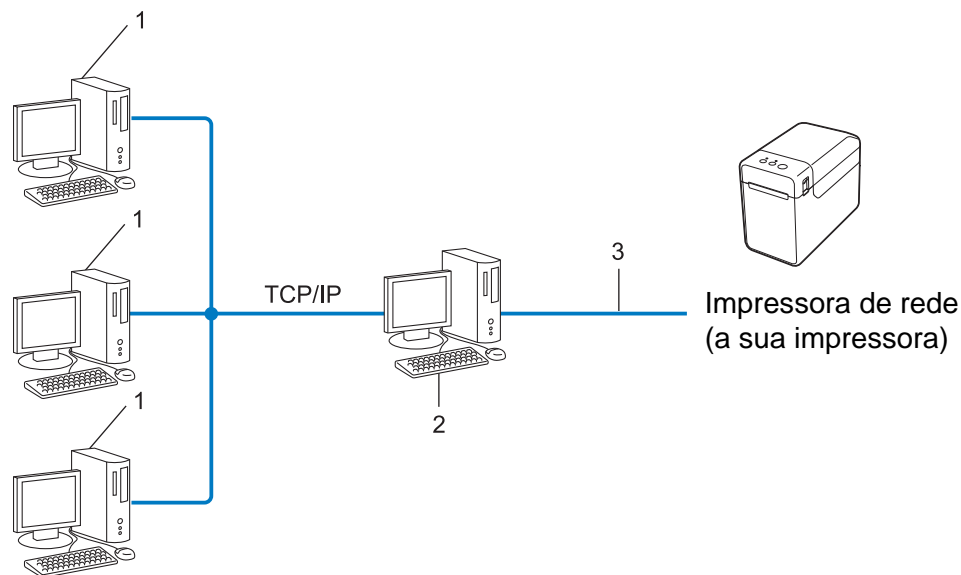 1
1
TCP/IP
3
Impressora de rede
(a sua impressora)
2
1